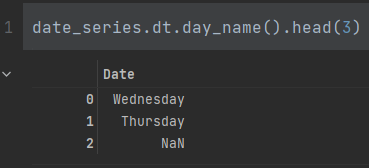 1 date_series.dt.day_name().head(3)
Date
0 Wednesday
1 Thursday
2 NaN